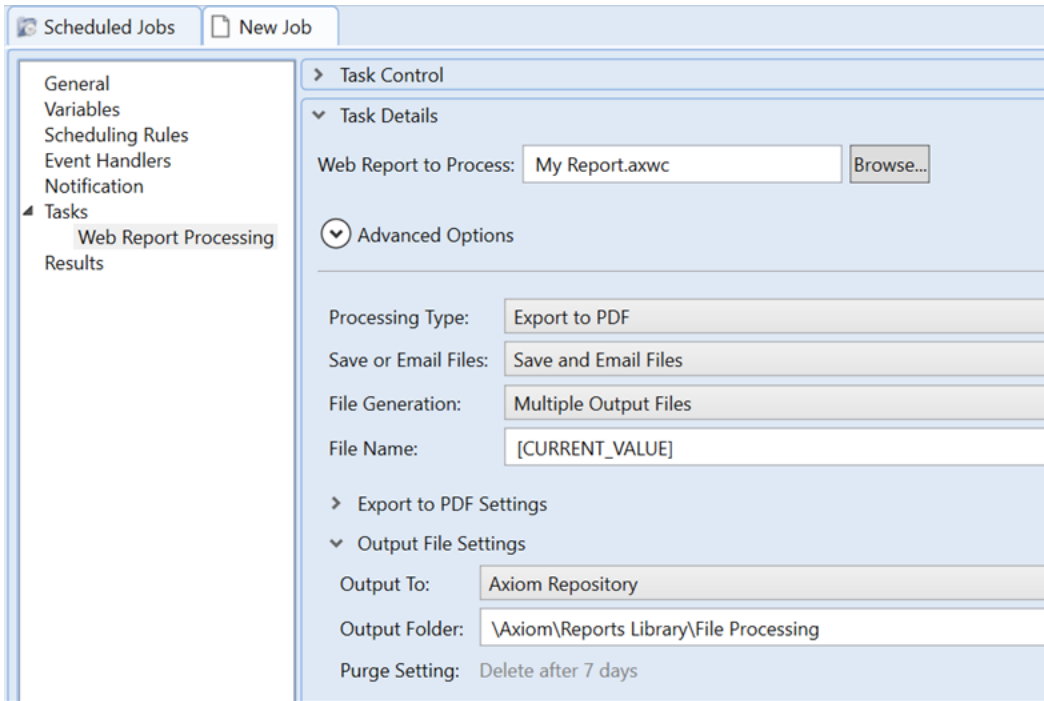 Scheduled Jobs
New Job
General
Variables
Scheduling Rules
Event Handlers
Notification
Tasks
Web Report Processing
Results
Task Control
Task Details
Web Report to Process: My Report.axwc Browse...
Advanced Options
Processing Type: Export to PDF
Save or Email Files: Save and Email Files
File Generation: Multiple Output Files
File Name: [CURRENT_VALUE]
Export to PDF Settings
Output File Settings
Output To: Axiom Repository
Output Folder: \Axiom\Reports Library\File Processing
Purge Setting: Delete after 7 days